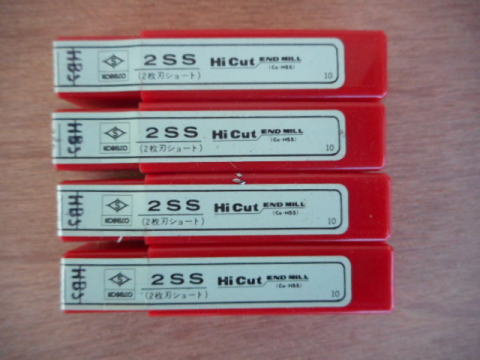 2SS
(2枚刃ショート)
Hi Cut END MILL
(Co-HSS)
10
KOBELCO
2SS
(2枚刃ショート)
Hi Cut END MILL
(Co-HSS)
10
KOBELCO
2SS
(2枚刃ショート)
Hi Cut END MILL
(Co-HSS)
10
KOBELCO
2SS
(2枚刃ショート)
Hi Cut END MILL
(Co-HSS)
10
KOBELCO